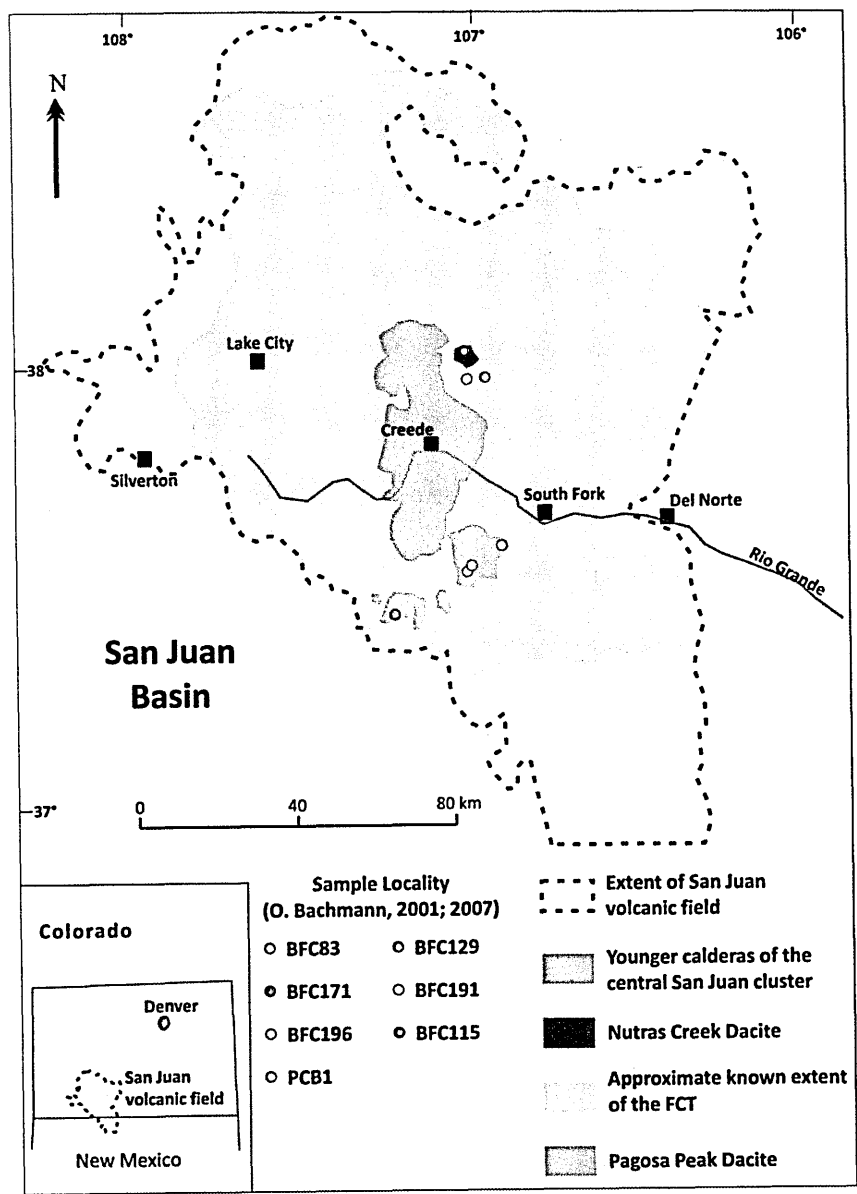 108°
107°
106°
N
Lake City
38°
Creede
Silverton
South Fork
Del Norte
Rio Grande
San Juan
Basin
0
40
80 km
37°
Sample Locality
(O. Bachmann, 2001; 2007)
BFC83
BFC129
BFC171
BFC191
BFC196
BFC115
PCB1
Extent of San Juan
volcanic field
Younger calderas of the
central San Juan cluster
Nutras Creek Dacite
Approximate known extent
of the FCT
Pagosa Peak Dacite
Colorado
Denver
San Juan
volcanic field
New Mexico